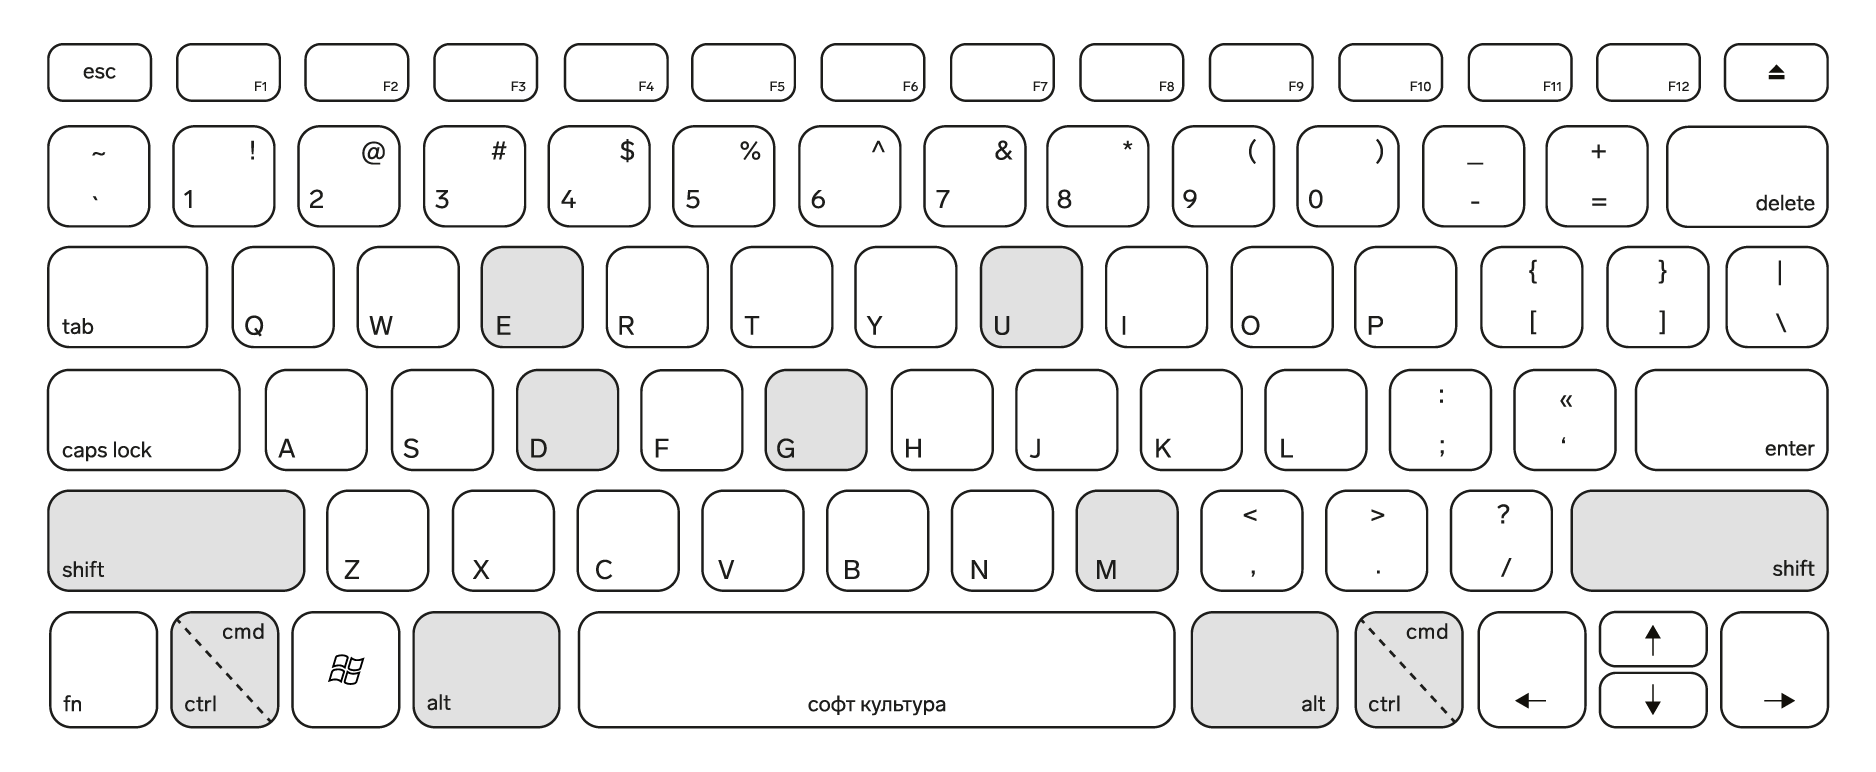 esc F1 F2 F3 F4 F5 F6 F7 F8 F9 F10 F11 F12
~ ! @ # $ % ^ & * ( ) _ +
` 1 2 3 4 5 6 7 8 9 0 - = delete
{ } |
tab Q W E R T Y U I O P [ ] \
: «
caps lock A S D F G H J K L ; ‘ enter
< > ?
shift Z X C V B N M , . / shift
cmd cmd
fn ctrl alt софт культура alt ctrl